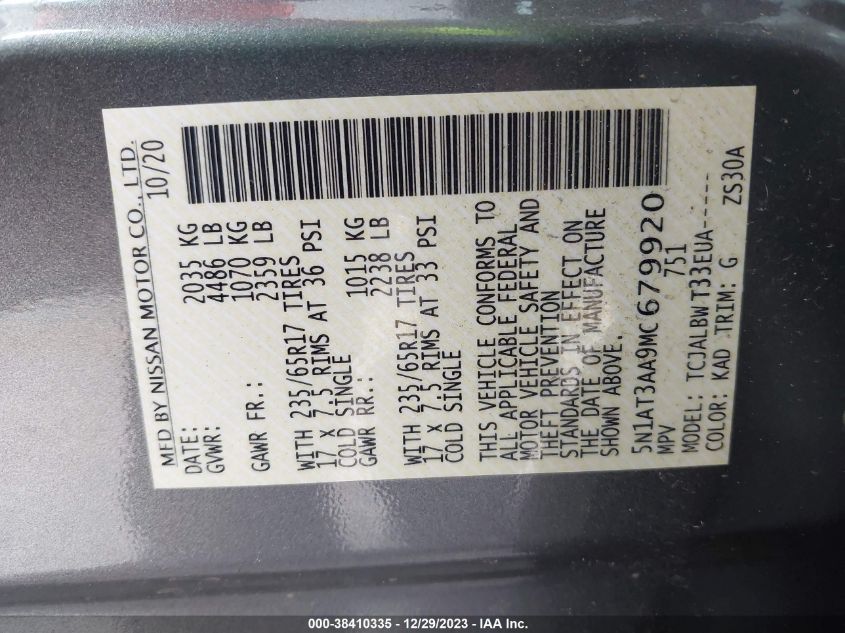 MFD BY NISSAN MOTOR CO., LTD.
DATE: 10/20
GVWR: 2035 KG
4486 LB
GAWR FR.: 1070 KG
2359 LB
WITH 235/65R17 TIRES
17 X 7.5 RIMS AT 36 PSI
COLD SINGLE
GAWR RR.: 1015 KG
2238 LB
WITH 235/65R17 TIRES
17 X 7.5 RIMS AT 33 PSI
COLD SINGLE
THIS VEHICLE CONFORMS TO
ALL APPLICABLE FEDERAL
MOTOR VEHICLE SAFETY AND
THEFT PREVENTION
STANDARDS IN EFFECT ON
THE DATE OF MANUFACTURE
SHOWN ABOVE.
5N1AT3AA9MC679920
MPV 751
MODEL: TCJALBWT33EUA-----
COLOR: KAD TRIM: G ZS30A
000-38410335 - 12/29/2023 - IAA Inc.